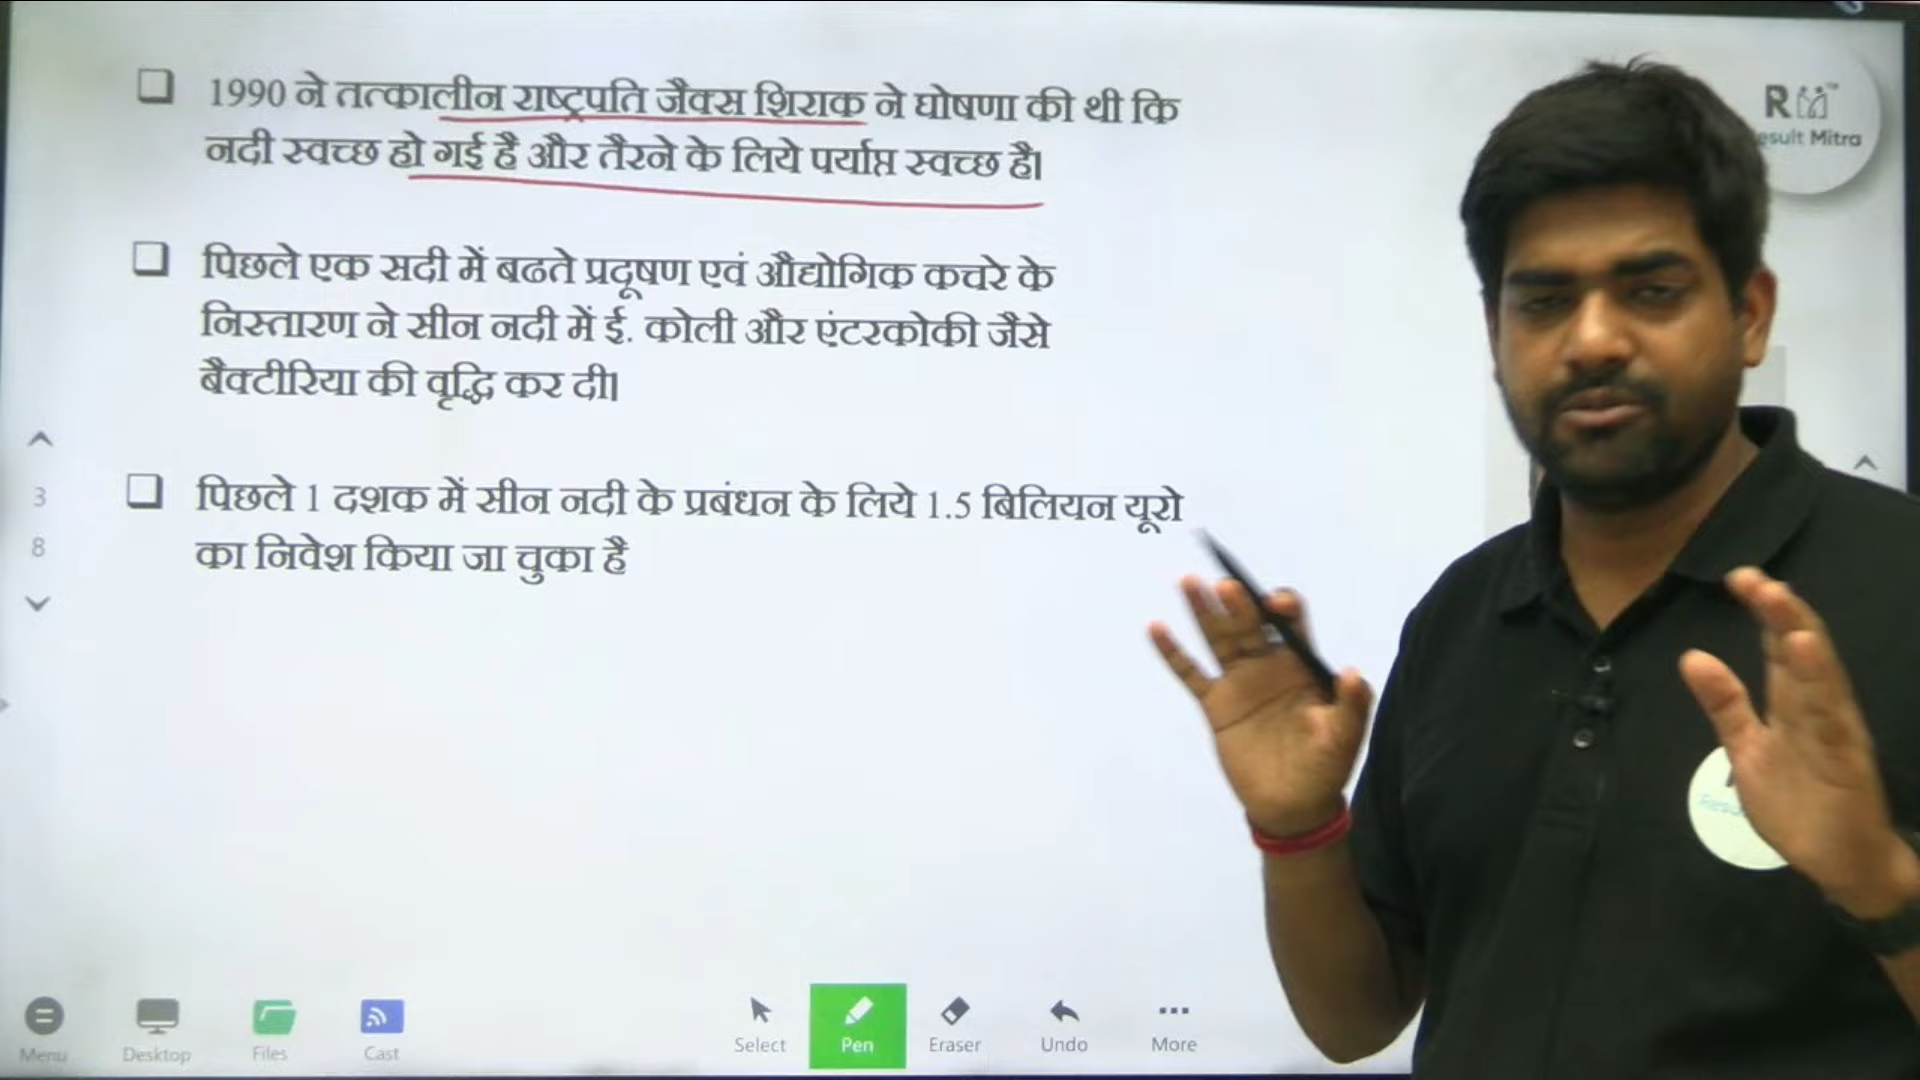 1990 ने तत्कालीन राष्ट्रपति जैक्स शिराक ने घोषणा की थी कि
नदी स्वच्छ हो गई है और तैरने के लिये पर्याप्त स्वच्छ है।
पिछले एक सदी में बढते प्रदूषण एवं औद्योगिक कचरे के
निस्तारण ने सीन नदी में ई. कोली और एंटरकोकी जैसे
बैक्टीरिया की वृद्धि कर दी।
पिछले 1 दशक में सीन नदी के प्रबंधन के लिये 1.5 बिलियन यूरो
का निवेश किया जा चुका है
3
8
R
esult Mitra
Menu Desktop Files Cast Select Pen Eraser Undo More